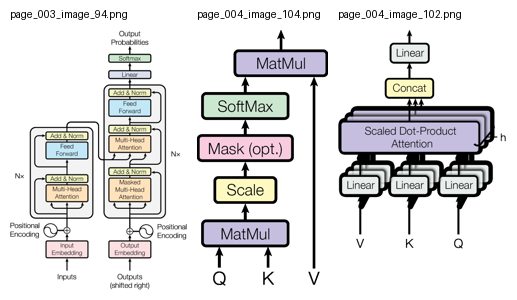 page_003_image_94.png
Output
Probabilities
Softmax
Linear
Add & Norm
Feed
Forward
Add & Norm
Multi-Head
Attention
Add & Norm
Masked
Multi-Head
Attention
Nx
Positional
Encoding
Output
Embedding
Outputs
(shifted right)
Add & Norm
Feed
Forward
Add & Norm
Multi-Head
Attention
Nx
Positional
Encoding
Input
Embedding
Inputs
page_004_image_104.png
MatMul
SoftMax
Mask (opt.)
Scale
MatMul
Q K V
page_004_image_102.png
Linear
Concat
Scaled Dot-Product
Attention
h
Linear Linear Linear
V K Q